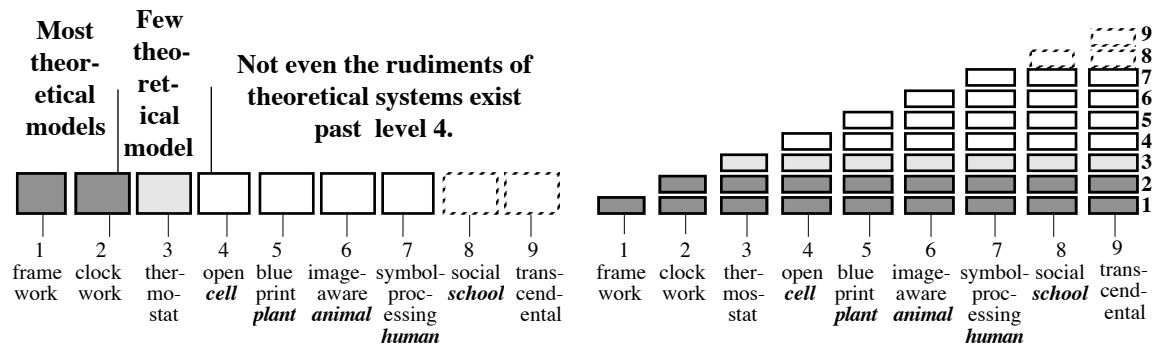 Most
theor-
etical
models
Few
theo-
ret-
ical
model
Not even the rudiments of
theoretical systems exist
past level 4.
1 2 3 4 5 6 7 8 9
frame clock ther- open blue image- symbol- social trans-
work work mo- cell print aware proc- school cend-
stat plant animal essing ental
human
9
8
7
6
5
4
3
2
1
1 2 3 4 5 6 7 8 9
frame clock ther- open blue image- symbol- social trans-
work work mos- cell print aware proc- school cend-
tat plant animal essing ental
human